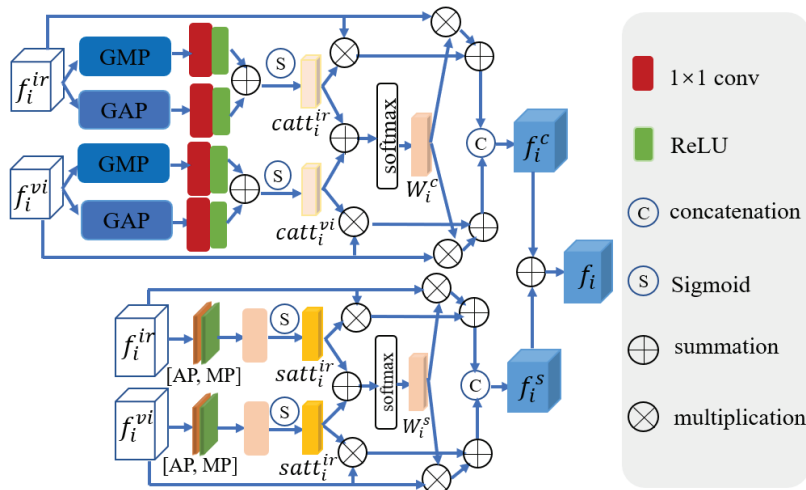 f_i^{ir}
GMP
GAP
S
catt_i^{ir}
f_i^{vi}
GMP
GAP
S
catt_i^{vi}
softmax
W_i^c
C
f_i^c
f_i
f_i^{ir}
[AP, MP]
S
satt_i^{ir}
f_i^{vi}
[AP, MP]
S
satt_i^{ir}
softmax
W_i^s
C
f_i^s
1×1 conv
ReLU
C concatenation
S Sigmoid
summation
multiplication